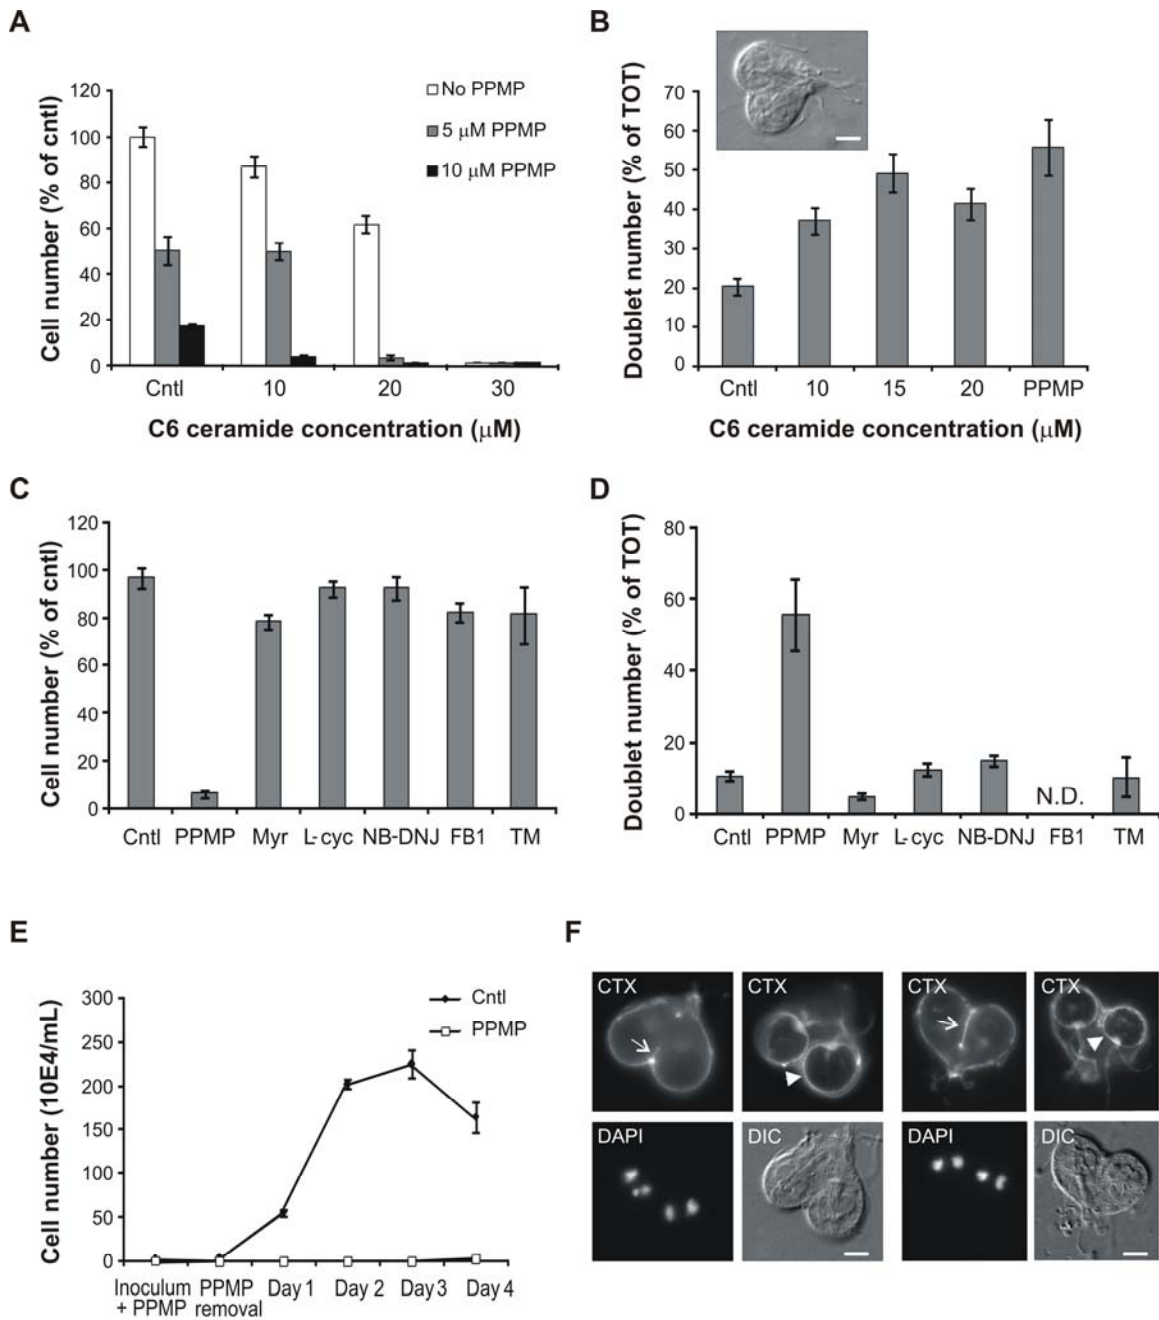 A
Cell number (% of cntl)
120
100
80
60
40
20
0
No PPMP
5 μM PPMP
10 μM PPMP
Cntl 10 20 30
C6 ceramide concentration (μM)
B
Doublet number (% of TOT)
70
60
50
40
30
20
10
0
Cntl 10 15 20 PPMP
C6 ceramide concentration (μM)
C
Cell number (% of cntl)
120
100
80
60
40
20
0
Cntl PPMP Myr L-cyc NB-DNJ FB1 TM
D
Doublet number (% of TOT)
80
60
40
20
0
N.D.
Cntl PPMP Myr L-cyc NB-DNJ FB1 TM
E
Cell number (10E4/mL)
300
250
200
150
100
50
0
Cntl
PPMP
Inoculum PPMP Day 1 Day 2 Day 3 Day 4
+ PPMP removal
F
CTX CTX CTX CTX
DAPI DIC DAPI DIC